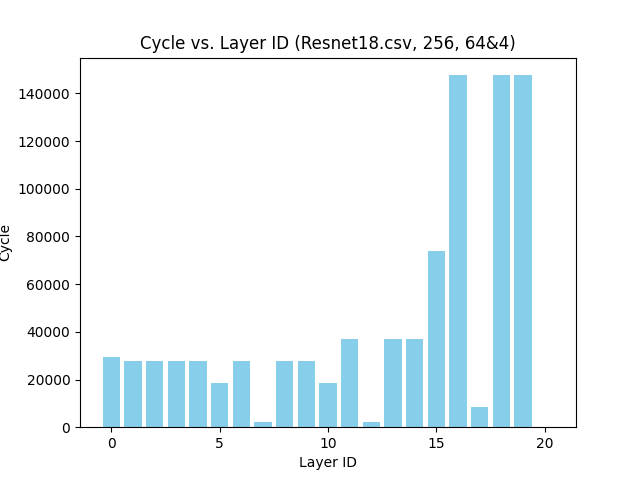 Cycle vs. Layer ID (Resnet18.csv, 256, 64&4)
140000
120000
100000
80000
60000
40000
20000
0
Cycle
0 5 10 15 20
Layer ID